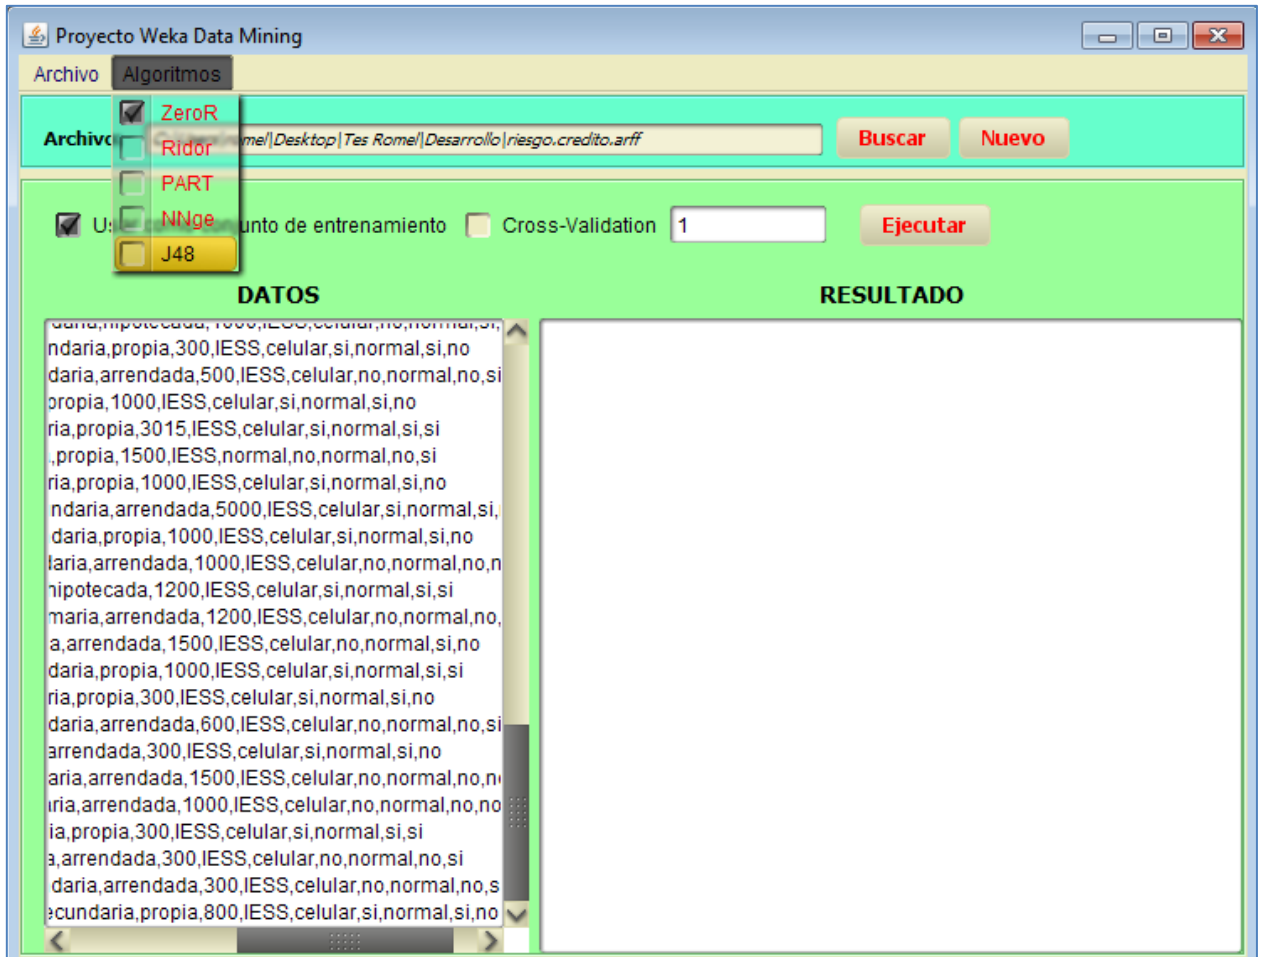 Proyecto Weka Data Mining
Archivo Algoritmos
ZeroR
Ridor
PART
NNge
J48
Archivo |Desktop|Tes Romel|Desarrollo|riesgo.credito.arff Buscar Nuevo
unto de entrenamiento Cross-Validation 1 Ejecutar
DATOS
RESULTADO
ndaria,propia,300,IESS,celular,si,normal,si,no
daria,arrendada,500,IESS,celular,no,normal,no,si
propia,1000,IESS,celular,si,normal,si,no
ria,propia,3015,IESS,celular,si,normal,si,si
,propia,1500,IESS,normal,no,normal,no,si
ria,propia,1000,IESS,celular,si,normal,si,no
ndaria,arrendada,5000,IESS,celular,si,normal,si,
daria,propia,1000,IESS,celular,si,normal,si,no
daria,arrendada,1000,IESS,celular,no,normal,no,n
hipotecada,1200,IESS,celular,si,normal,si,si
maria,arrendada,1200,IESS,celular,no,normal,no,
a,arrendada,1500,IESS,celular,no,normal,si,no
daria,propia,1000,IESS,celular,si,normal,si,si
ria,propia,300,IESS,celular,si,normal,si,no
daria,arrendada,600,IESS,celular,no,normal,no,si
arrendada,300,IESS,celular,si,normal,si,no
aria,arrendada,1500,IESS,celular,no,normal,no,n
ria,arrendada,1000,IESS,celular,no,normal,no,no
ia,propia,300,IESS,celular,si,normal,si,si
a,arrendada,300,IESS,celular,no,normal,no,si
daria,arrendada,300,IESS,celular,no,normal,no,s
ecundaria,propia,800,IESS,celular,si,normal,si,no